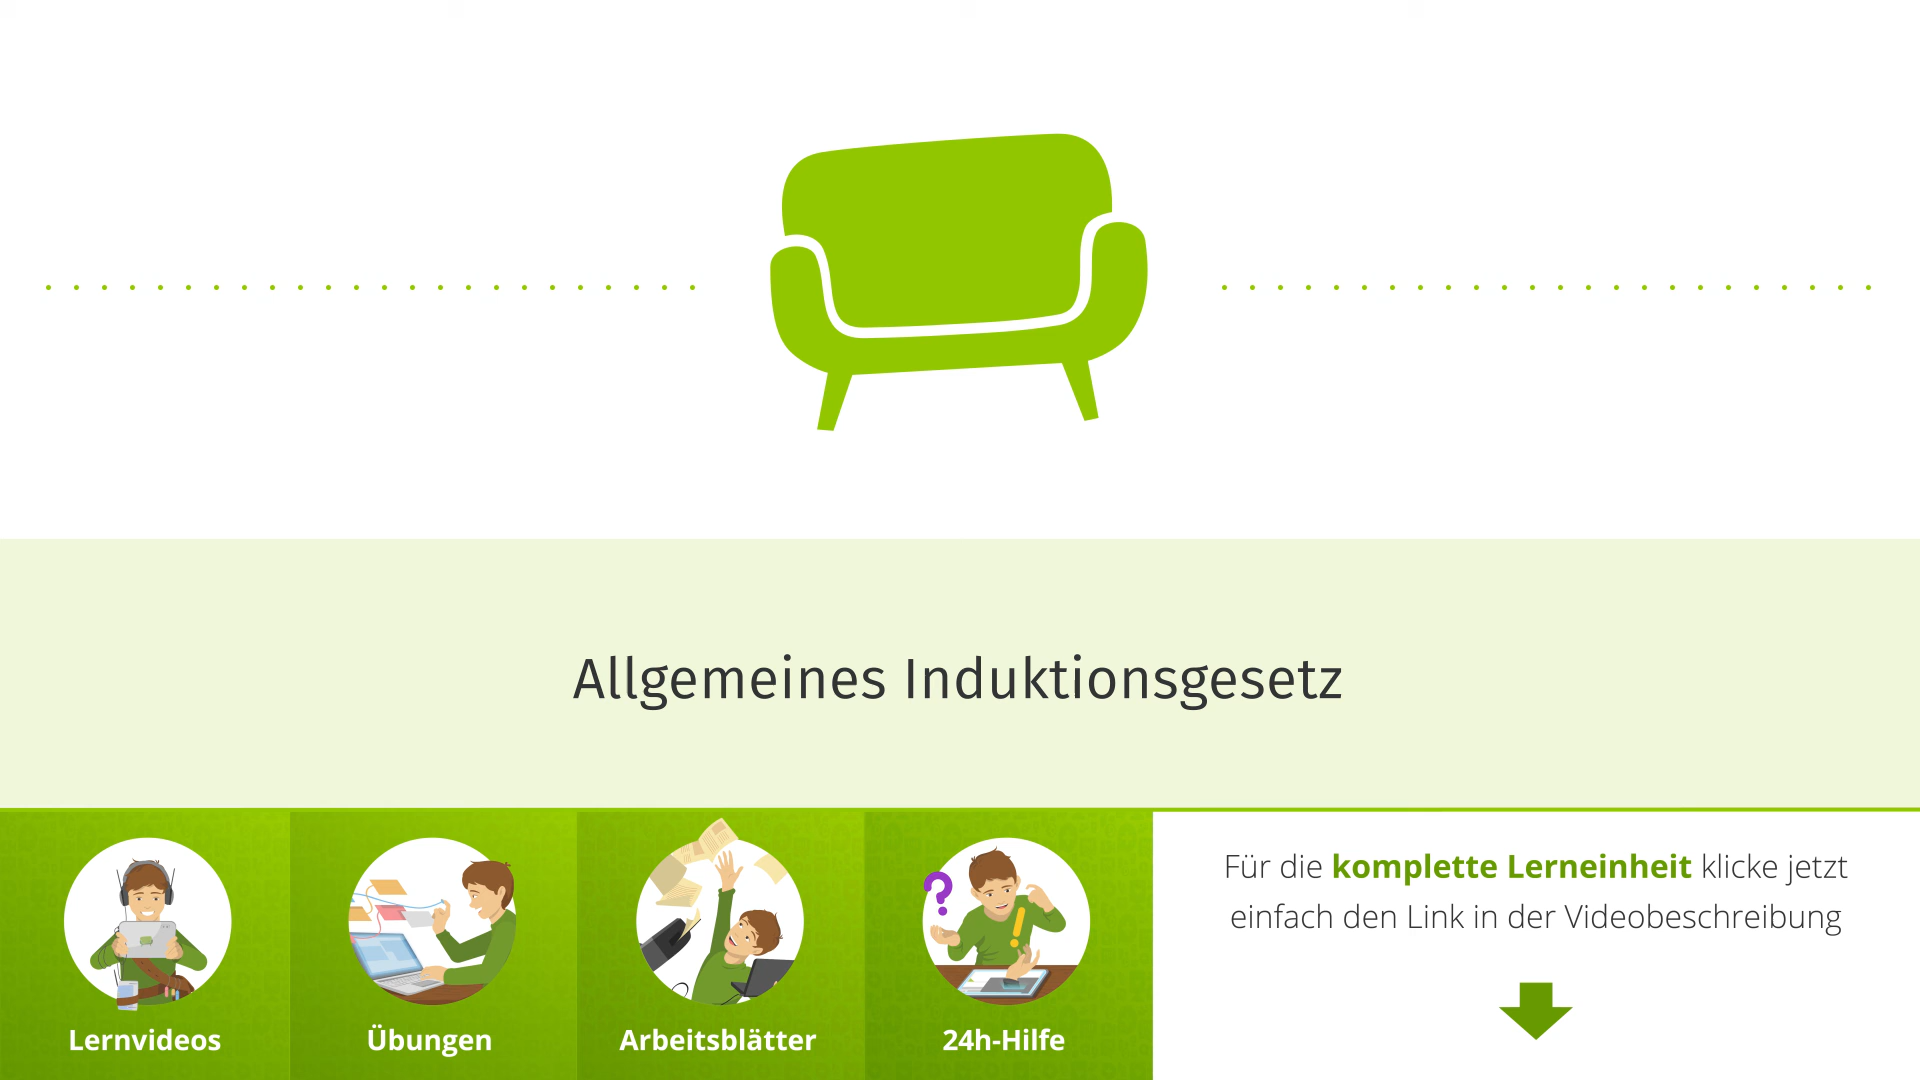 Allgemeines Induktionsgesetz
Lernvideos
Übungen
Arbeitsblätter
24h-Hilfe
Für die komplette Lerneinheit klicke jetzt
einfach den Link in der Videobeschreibung